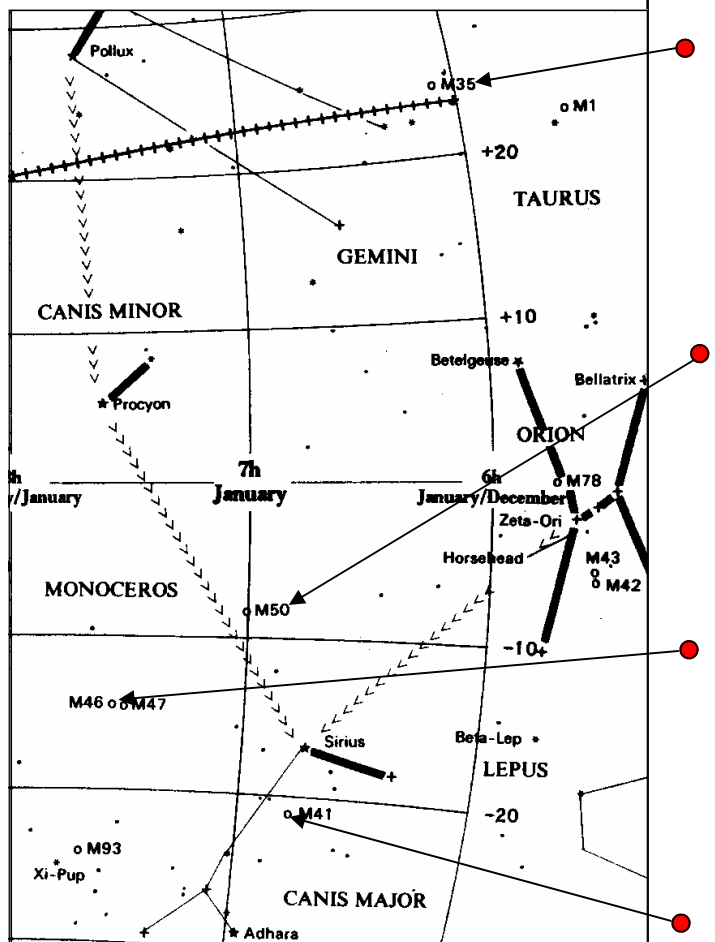 Pollux
M35
M1
+20
TAURUS
GEMINI
CANIS MINOR
+10
Betelgeuse
Bellatrix
Procyon
ORION
7h
6h
M78
January
January/December
/January
Zeta-Ori
Horsehead
M43
M42
MONOCEROS
M50
-10
M46
M47
Sirius
Beta-Lep
LEPUS
-20
M41
M93
Xi-Pup
CANIS MAJOR
Adhara